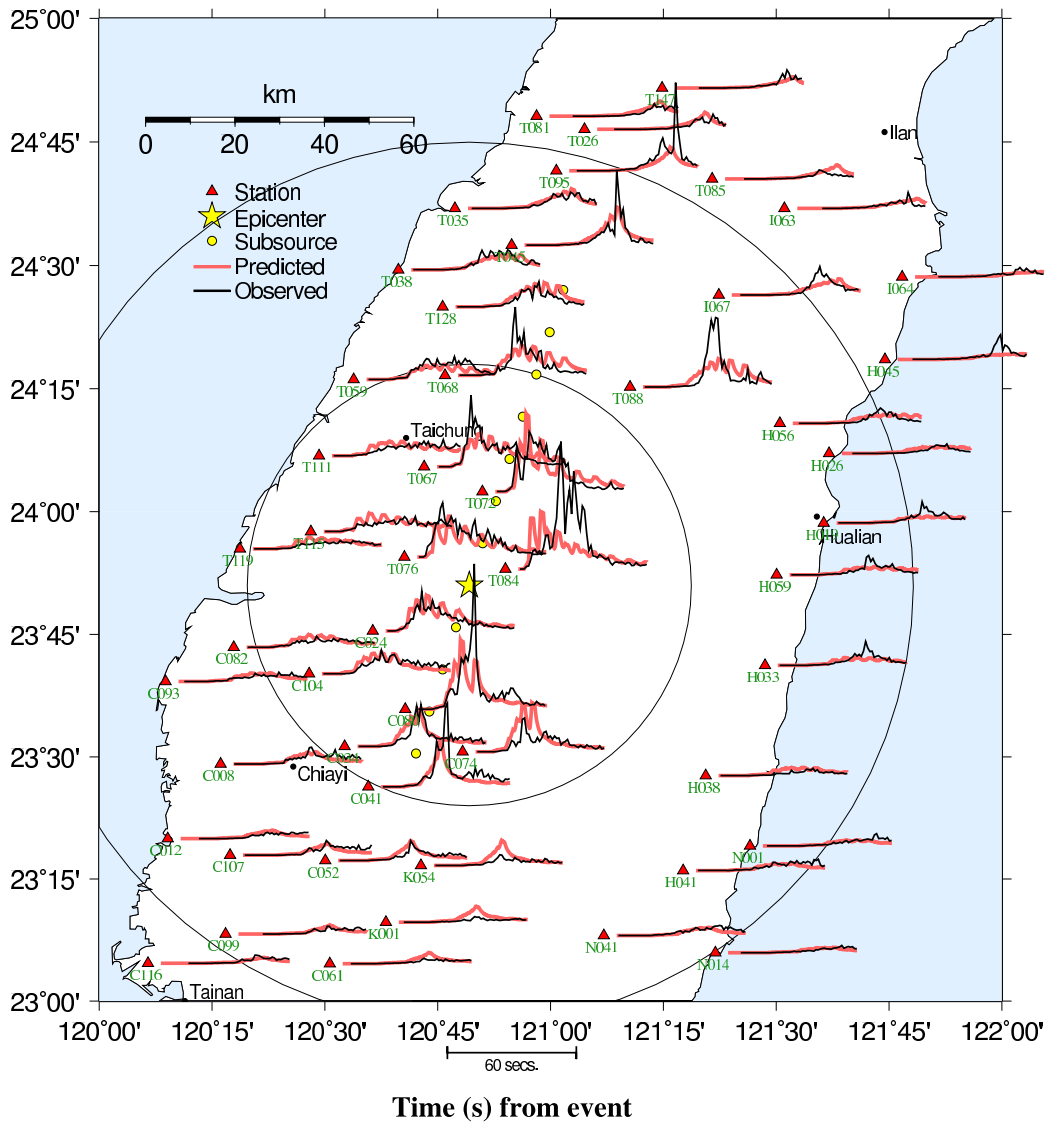 25°00'
km
0 20 40 60
T147
T081
T026
24°45'
Ilan
T095
T085
Station
I063
T035
Epicenter
Subsource
24°30'
Predicted
T038
I064
Observed
I067
T128
24°15'
H045
T059
T068
T088
Taichung
H056
T111
H026
T067
T072
24°00'
Hualian
T119
T076
T084
H059
23°45'
C024
C082
H033
C093
C104
23°30'
C074
C008
Chiayi
H038
C041
C012
N001
C107
C052
K054
23°15'
H041
K001
C099
N041
N014
C116
C061
Tainan
23°00'
120°00' 120°15' 120°30' 120°45' 121°00' 121°15' 121°30' 121°45' 122°00'
60 secs.
Time (s) from event